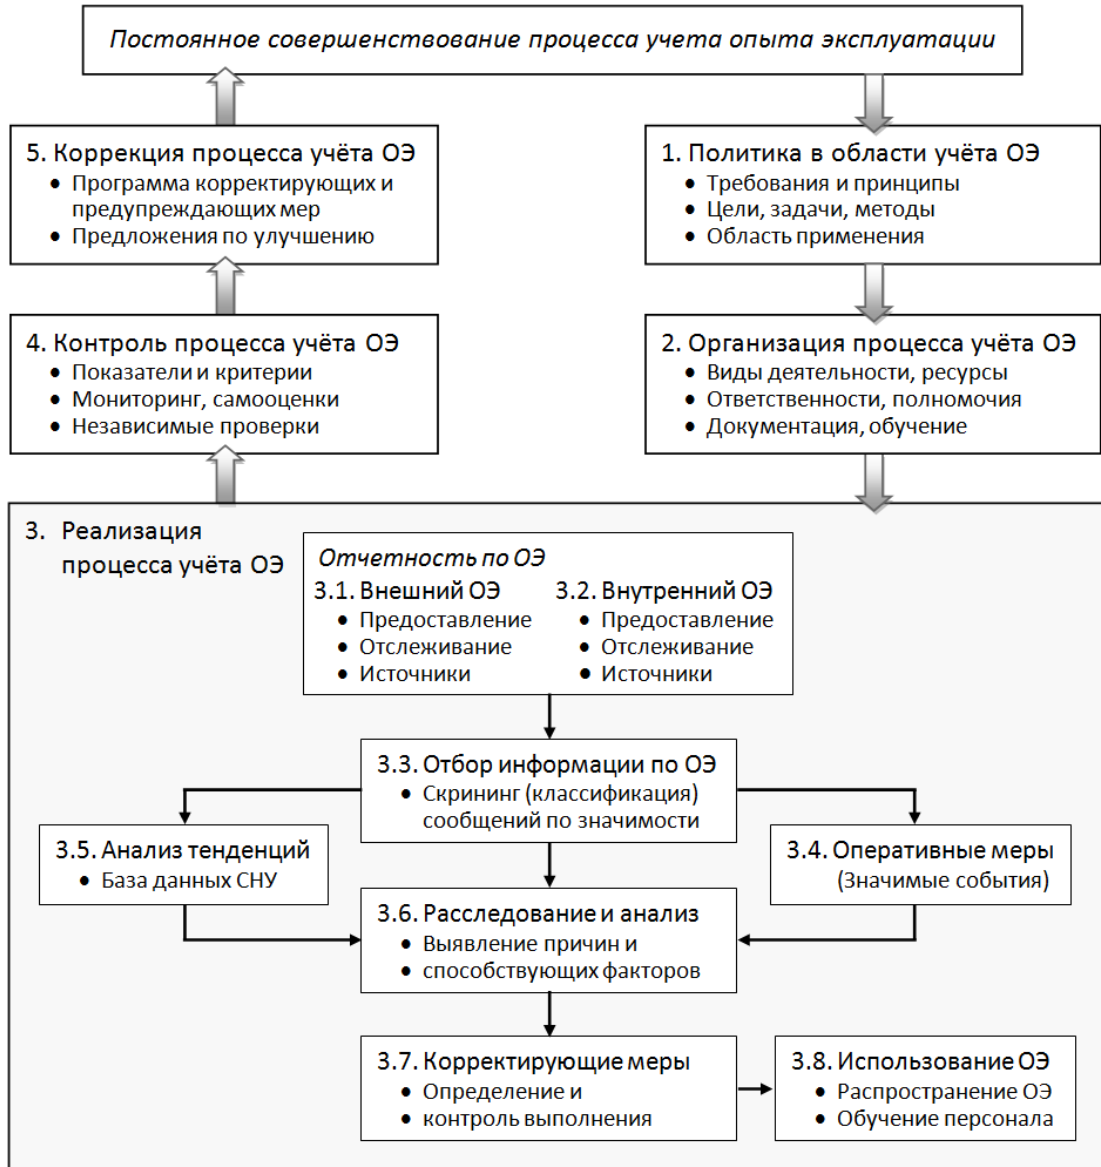 Постоянное совершенствование процесса учета опыта эксплуатации
5. Коррекция процесса учёта ОЭ
• Программа корректирующих и
предупреждающих мер
• Предложения по улучшению
1. Политика в области учёта ОЭ
• Требования и принципы
• Цели, задачи, методы
• Область применения
4. Контроль процесса учёта ОЭ
• Показатели и критерии
• Мониторинг, самооценки
• Независимые проверки
2. Организация процесса учёта ОЭ
• Виды деятельности, ресурсы
• Ответственности, полномочия
• Документация, обучение
3. Реализация
процесса учёта ОЭ
Отчетность по ОЭ
3.1. Внешний ОЭ
• Предоставление
• Отслеживание
• Источники
3.2. Внутренний ОЭ
• Предоставление
• Отслеживание
• Источники
3.3. Отбор информации по ОЭ
• Скрининг (классификация)
сообщений по значимости
3.5. Анализ тенденций
• База данных СНУ
3.4. Оперативные меры
(Значимые события)
3.6. Расследование и анализ
• Выявление причин и
• способствующих факторов
3.7. Корректирующие меры
• Определение и
• контроль выполнения
3.8. Использование ОЭ
• Распространение ОЭ
• Обучение персонала